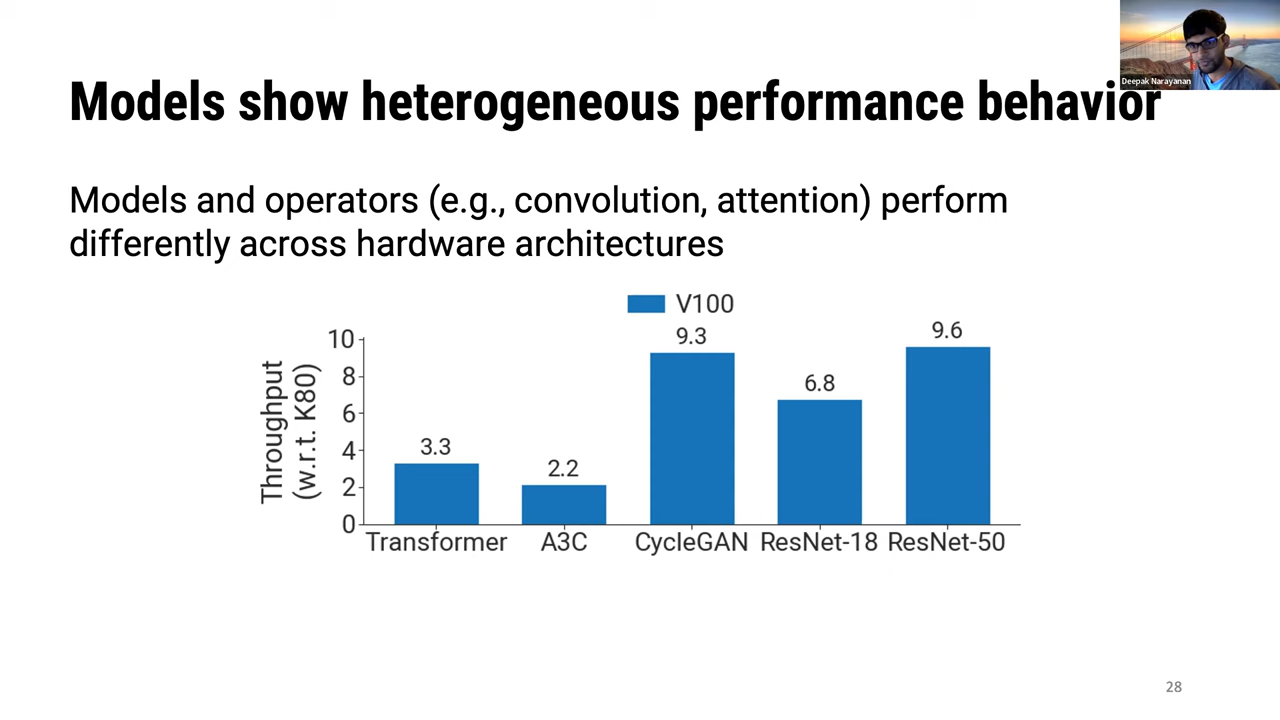 Deepak Narayanan
Models show heterogeneous performance behavior
Models and operators (e.g., convolution, attention) perform
differently across hardware architectures
V100
Throughput
(w.r.t. K80)
10
8
6
4
2
0
3.3
2.2
9.3
6.8
9.6
Transformer
A3C
CycleGAN
ResNet-18
ResNet-50
28